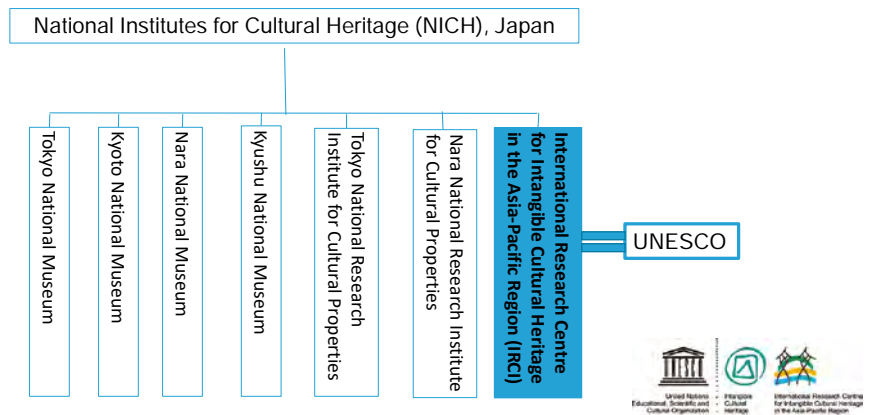 National Institutes for Cultural Heritage (NICH), Japan
Tokyo National Museum
Kyoto National Museum
Nara National Museum
Kyushu National Museum
Tokyo National Research
Institute for Cultural Properties
Nara National Research Institute
for Cultural Properties
International Research Centre
for Intangible Cultural Heritage
in the Asia-Pacific Region (IRCI)
UNESCO
United Nations
Educational, Scientific and
Cultural Organization
Intangible
Cultural
Heritage
International Research Centre
for Intangible Cultural Heritage
in the Asia-Pacific Region